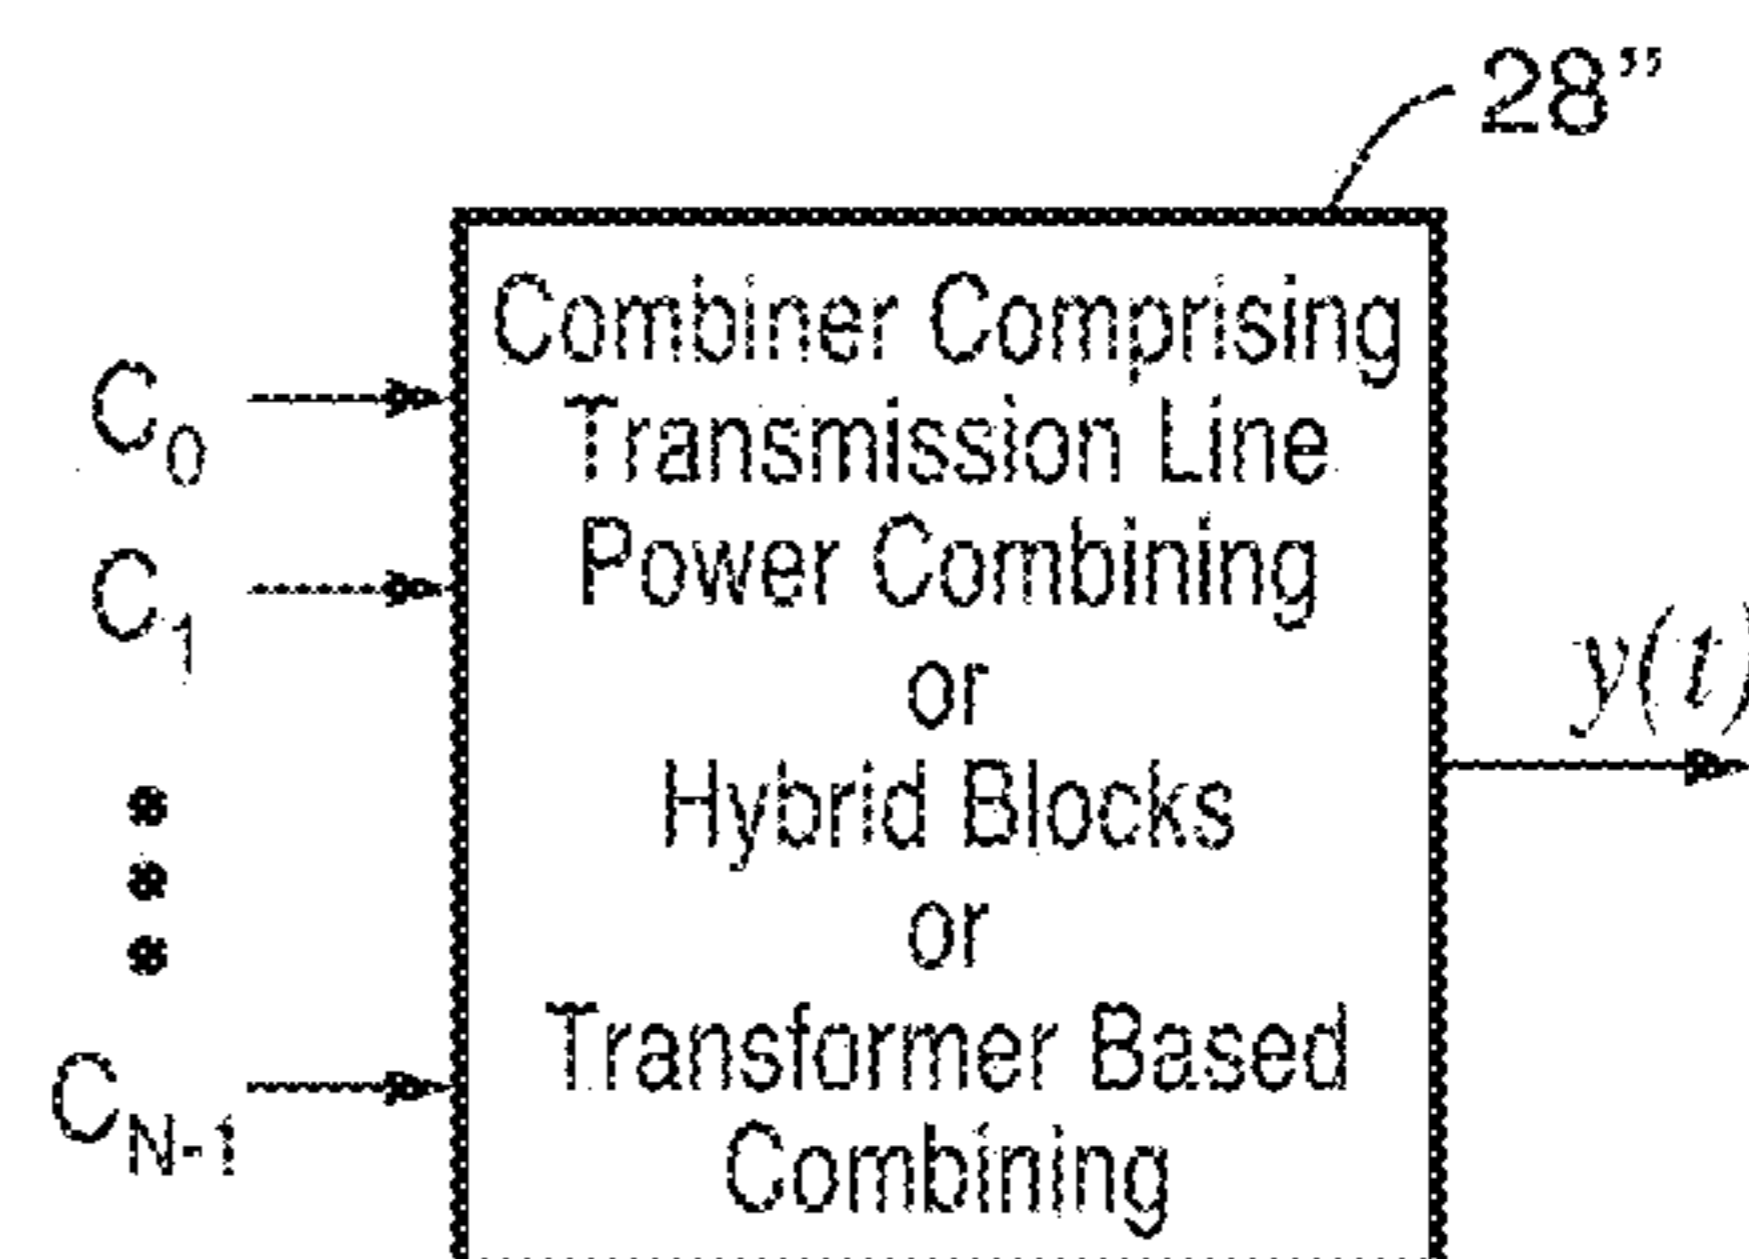 28”
Combiner Comprising
Transmission Line
Power Combining
or
Hybrid Blocks
or
Transformer Based
Combining
C0
C1
CN-1
y(t)